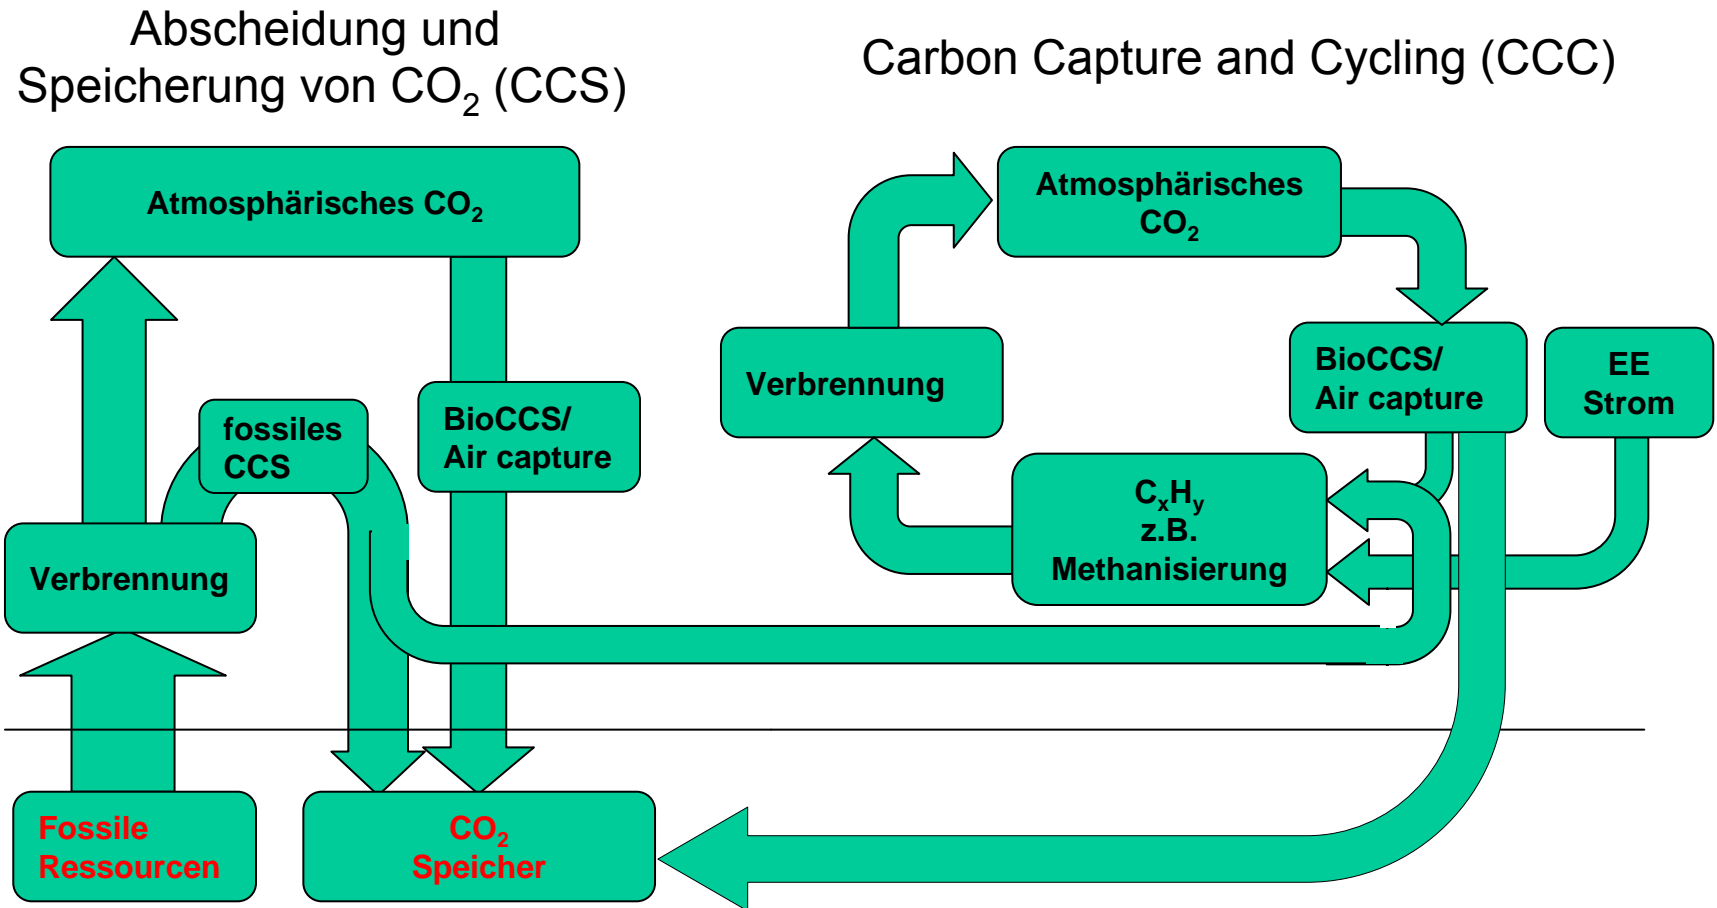 Abscheidung und
Speicherung von CO₂ (CCS)
Carbon Capture and Cycling (CCC)
Atmosphärisches CO₂
Atmosphärisches
CO₂
BioCCS/
Air capture
EE
Strom
Verbrennung
fossiles
CCS
BioCCS/
Air capture
CₓHᵧ
z.B.
Methanisierung
Verbrennung
Fossile
Ressourcen
CO₂
Speicher